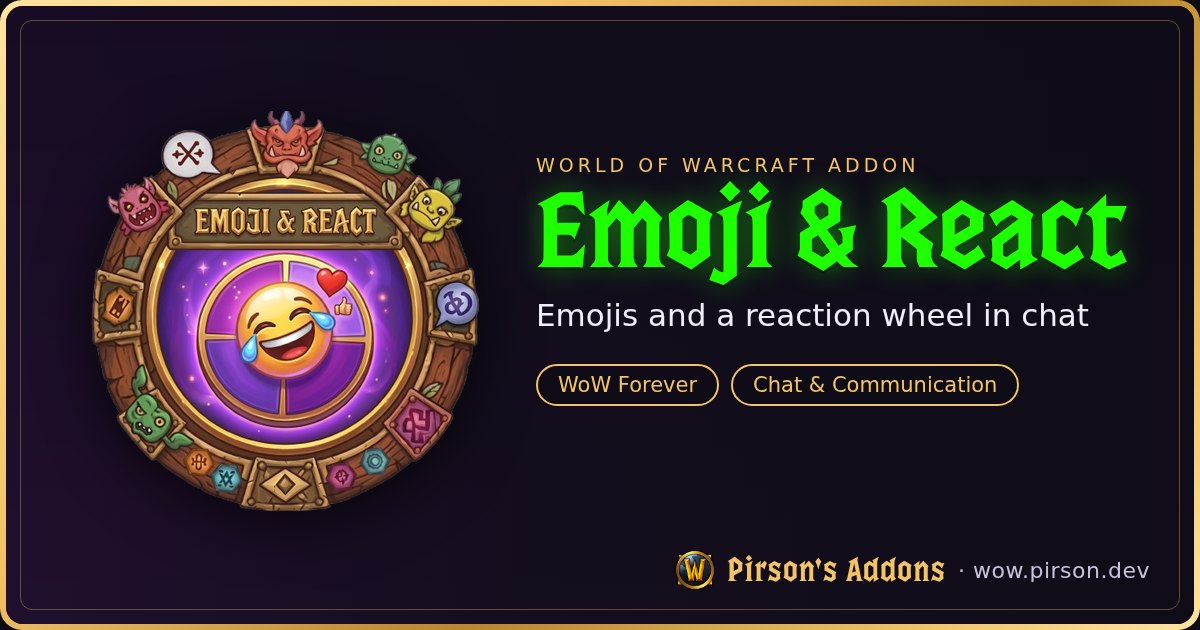 EMOJI & REACT
WORLD OF WARCRAFT ADDON
Emoji & React
Emojis and a reaction wheel in chat
WoW Forever
Chat & Communication
W Pirson's Addons · wow.pirson.dev